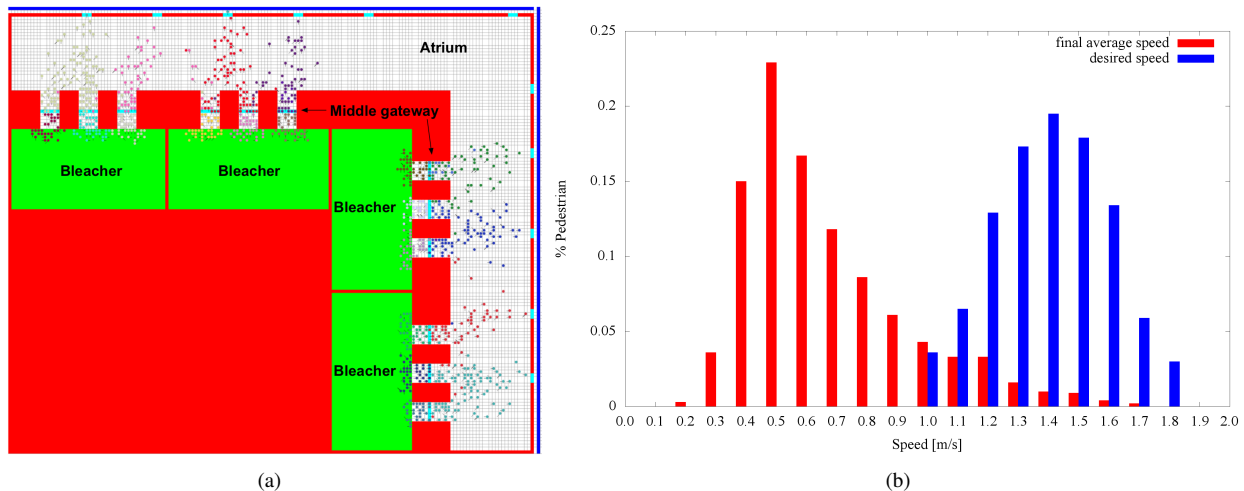 Atrium
Middle gateway
Bleacher
Bleacher
Bleacher
Bleacher
(a)
0.25
0.2
0.15
0.1
0.05
0
% Pedestrian
final average speed
desired speed
0.0 0.1 0.2 0.3 0.4 0.5 0.6 0.7 0.8 0.9 1.0 1.1 1.2 1.3 1.4 1.5 1.6 1.7 1.8 1.9 2.0
Speed [m/s]
(b)